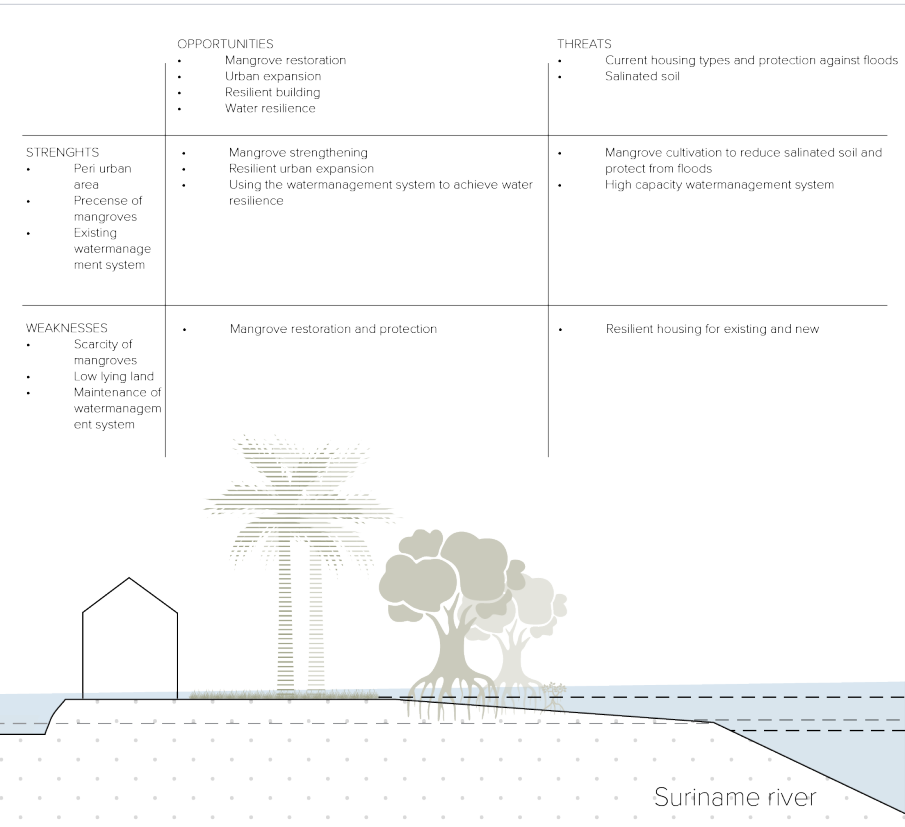 OPPORTUNITIES
• Mangrove restoration
• Urban expansion
• Resilient building
• Water resilience
THREATS
• Current housing types and protection against floods
• Salinated soil
STRENGHTS
• Peri urban
area
• Precense of
mangroves
• Existing
watermanage
ment system
• Mangrove strengthening
• Resilient urban expansion
• Using the watermanagement system to achieve water
resilience
• Mangrove cultivation to reduce salinated soil and
protect from floods
• High capacity watermanagement system
WEAKNESSES
• Scarcity of
mangroves
• Low lying land
• Maintenance of
watermanagem
ent system
• Mangrove restoration and protection
• Resilient housing for existing and new
Suriname river